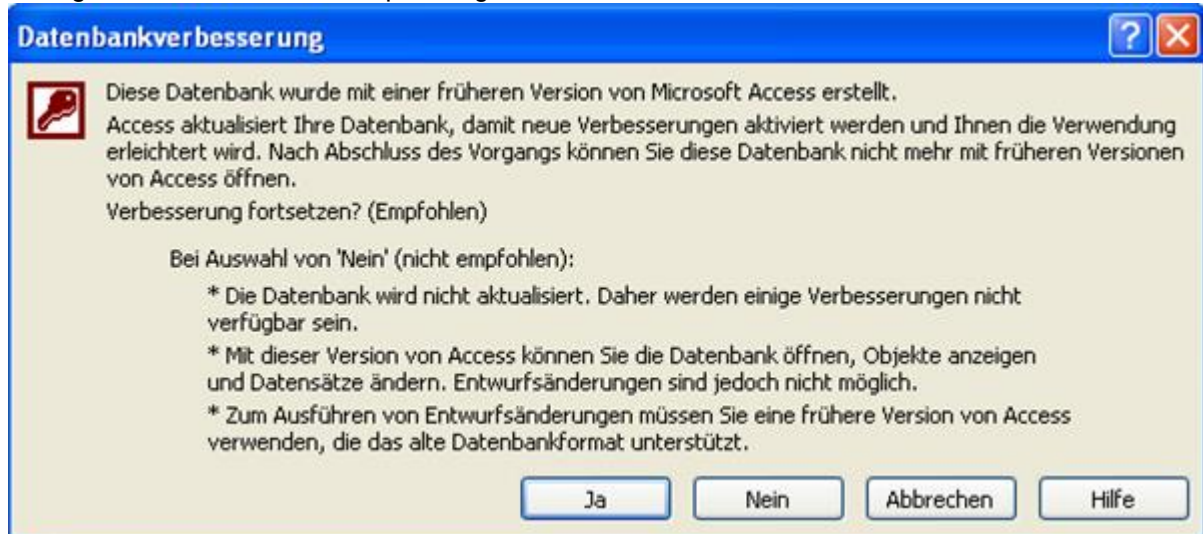 Datenbankverbesserung
Diese Datenbank wurde mit einer früheren Version von Microsoft Access erstellt.
Access aktualisiert Ihre Datenbank, damit neue Verbesserungen aktiviert werden und Ihnen die Verwendung
erleichtert wird. Nach Abschluss des Vorgangs können Sie diese Datenbank nicht mehr mit früheren Versionen
von Access öffnen.
Verbesserung fortsetzen? (Empfohlen)
Bei Auswahl von 'Nein' (nicht empfohlen):
* Die Datenbank wird nicht aktualisiert. Daher werden einige Verbesserungen nicht
verfügbar sein.
* Mit dieser Version von Access können Sie die Datenbank öffnen, Objekte anzeigen
und Datensätze ändern. Entwurfsänderungen sind jedoch nicht möglich.
* Zum Ausführen von Entwurfsänderungen müssen Sie eine frühere Version von Access
verwenden, die das alte Datenbankformat unterstützt.
Ja Nein Abbrechen Hilfe